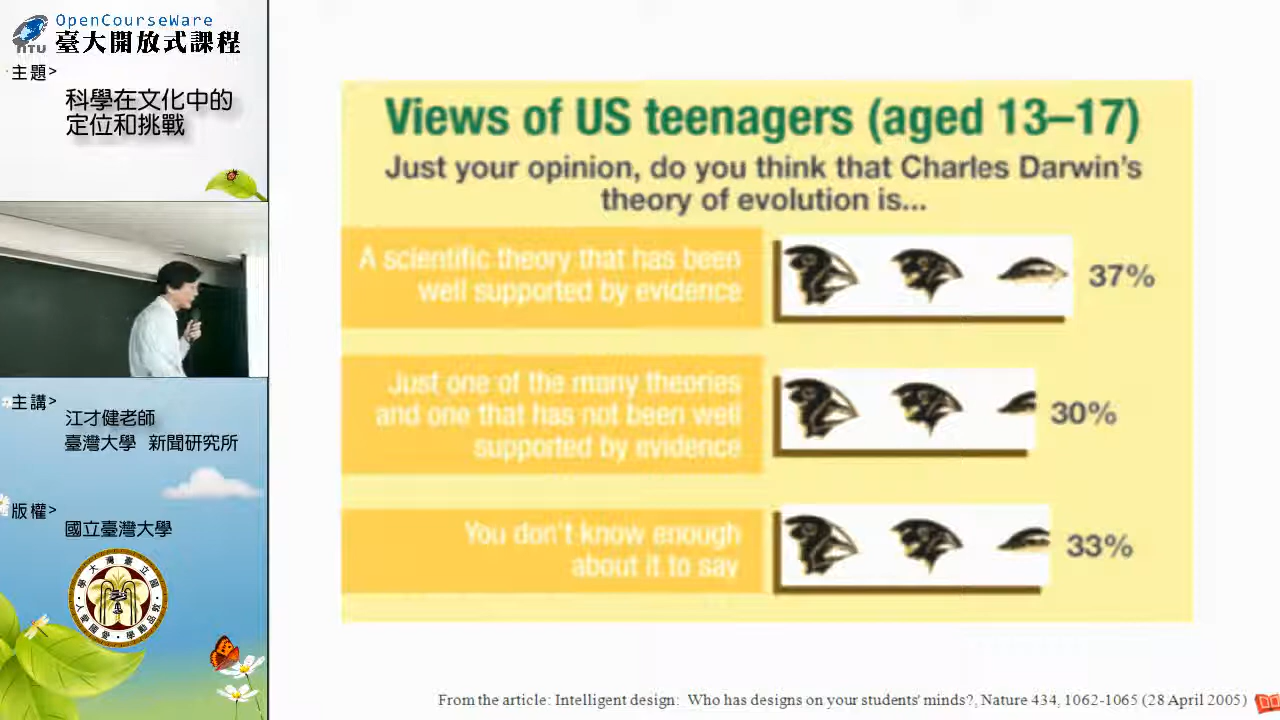 OpenCourseWare
NTU
臺大開放式課程
主題>
科學在文化中的
定位和挑戰
主講>
江才健老師
臺灣大學 新聞研究所
版權>
國立臺灣大學
Views of US teenagers (aged 13–17)
Just your opinion, do you think that Charles Darwin's
theory of evolution is...
A scientific theory that has been
well supported by evidence
37%
Just one of the many theories
and one that has not been well
supported by evidence
30%
You don't know enough
about it to say
33%
From the article: Intelligent design: Who has designs on your students' minds?, Nature 434, 1062-1065 (28 April 2005)